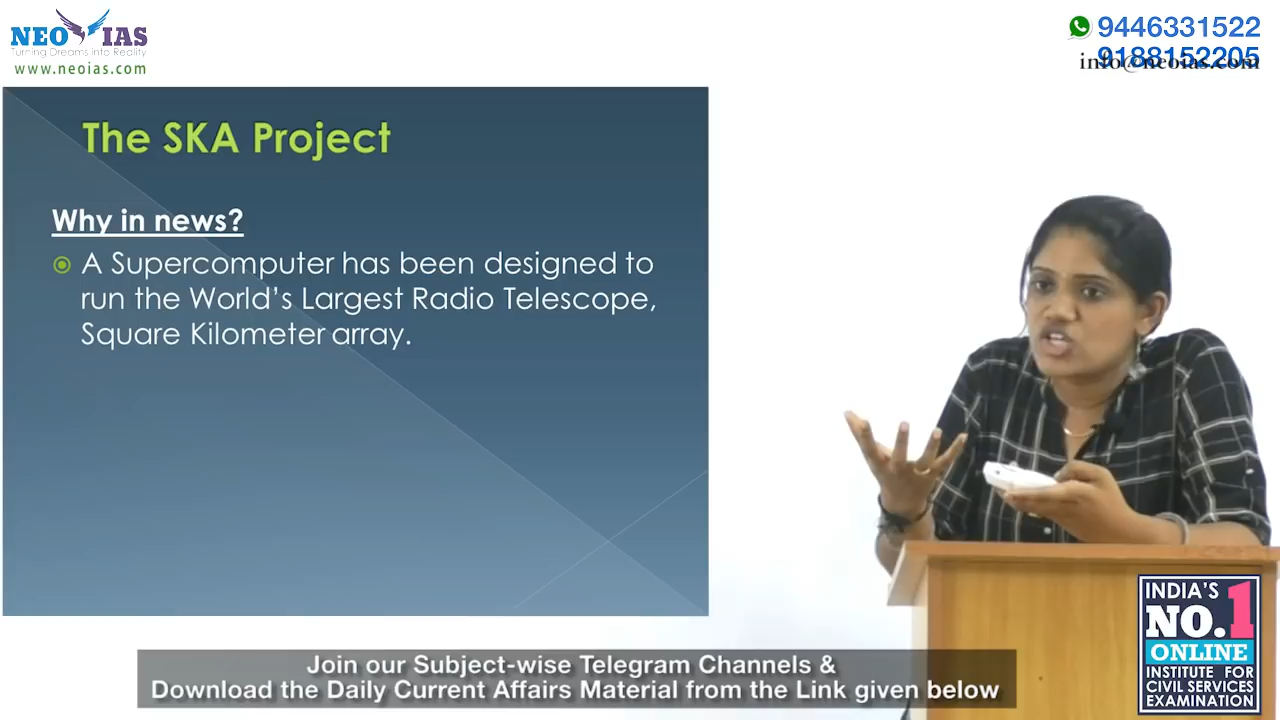 NEO IAS
Turning Dreams into Reality
www.neoias.com
9446331522
9188152205
info@neoias.com
The SKA Project
Why in news?
A Supercomputer has been designed to
run the World's Largest Radio Telescope,
Square Kilometer array.
INDIA'S
NO.1
ONLINE
INSTITUTE FOR
CIVIL SERVICES
EXAMINATION
Join our Subject-wise Telegram Channels &
Download the Daily Current Affairs Material from the Link given below